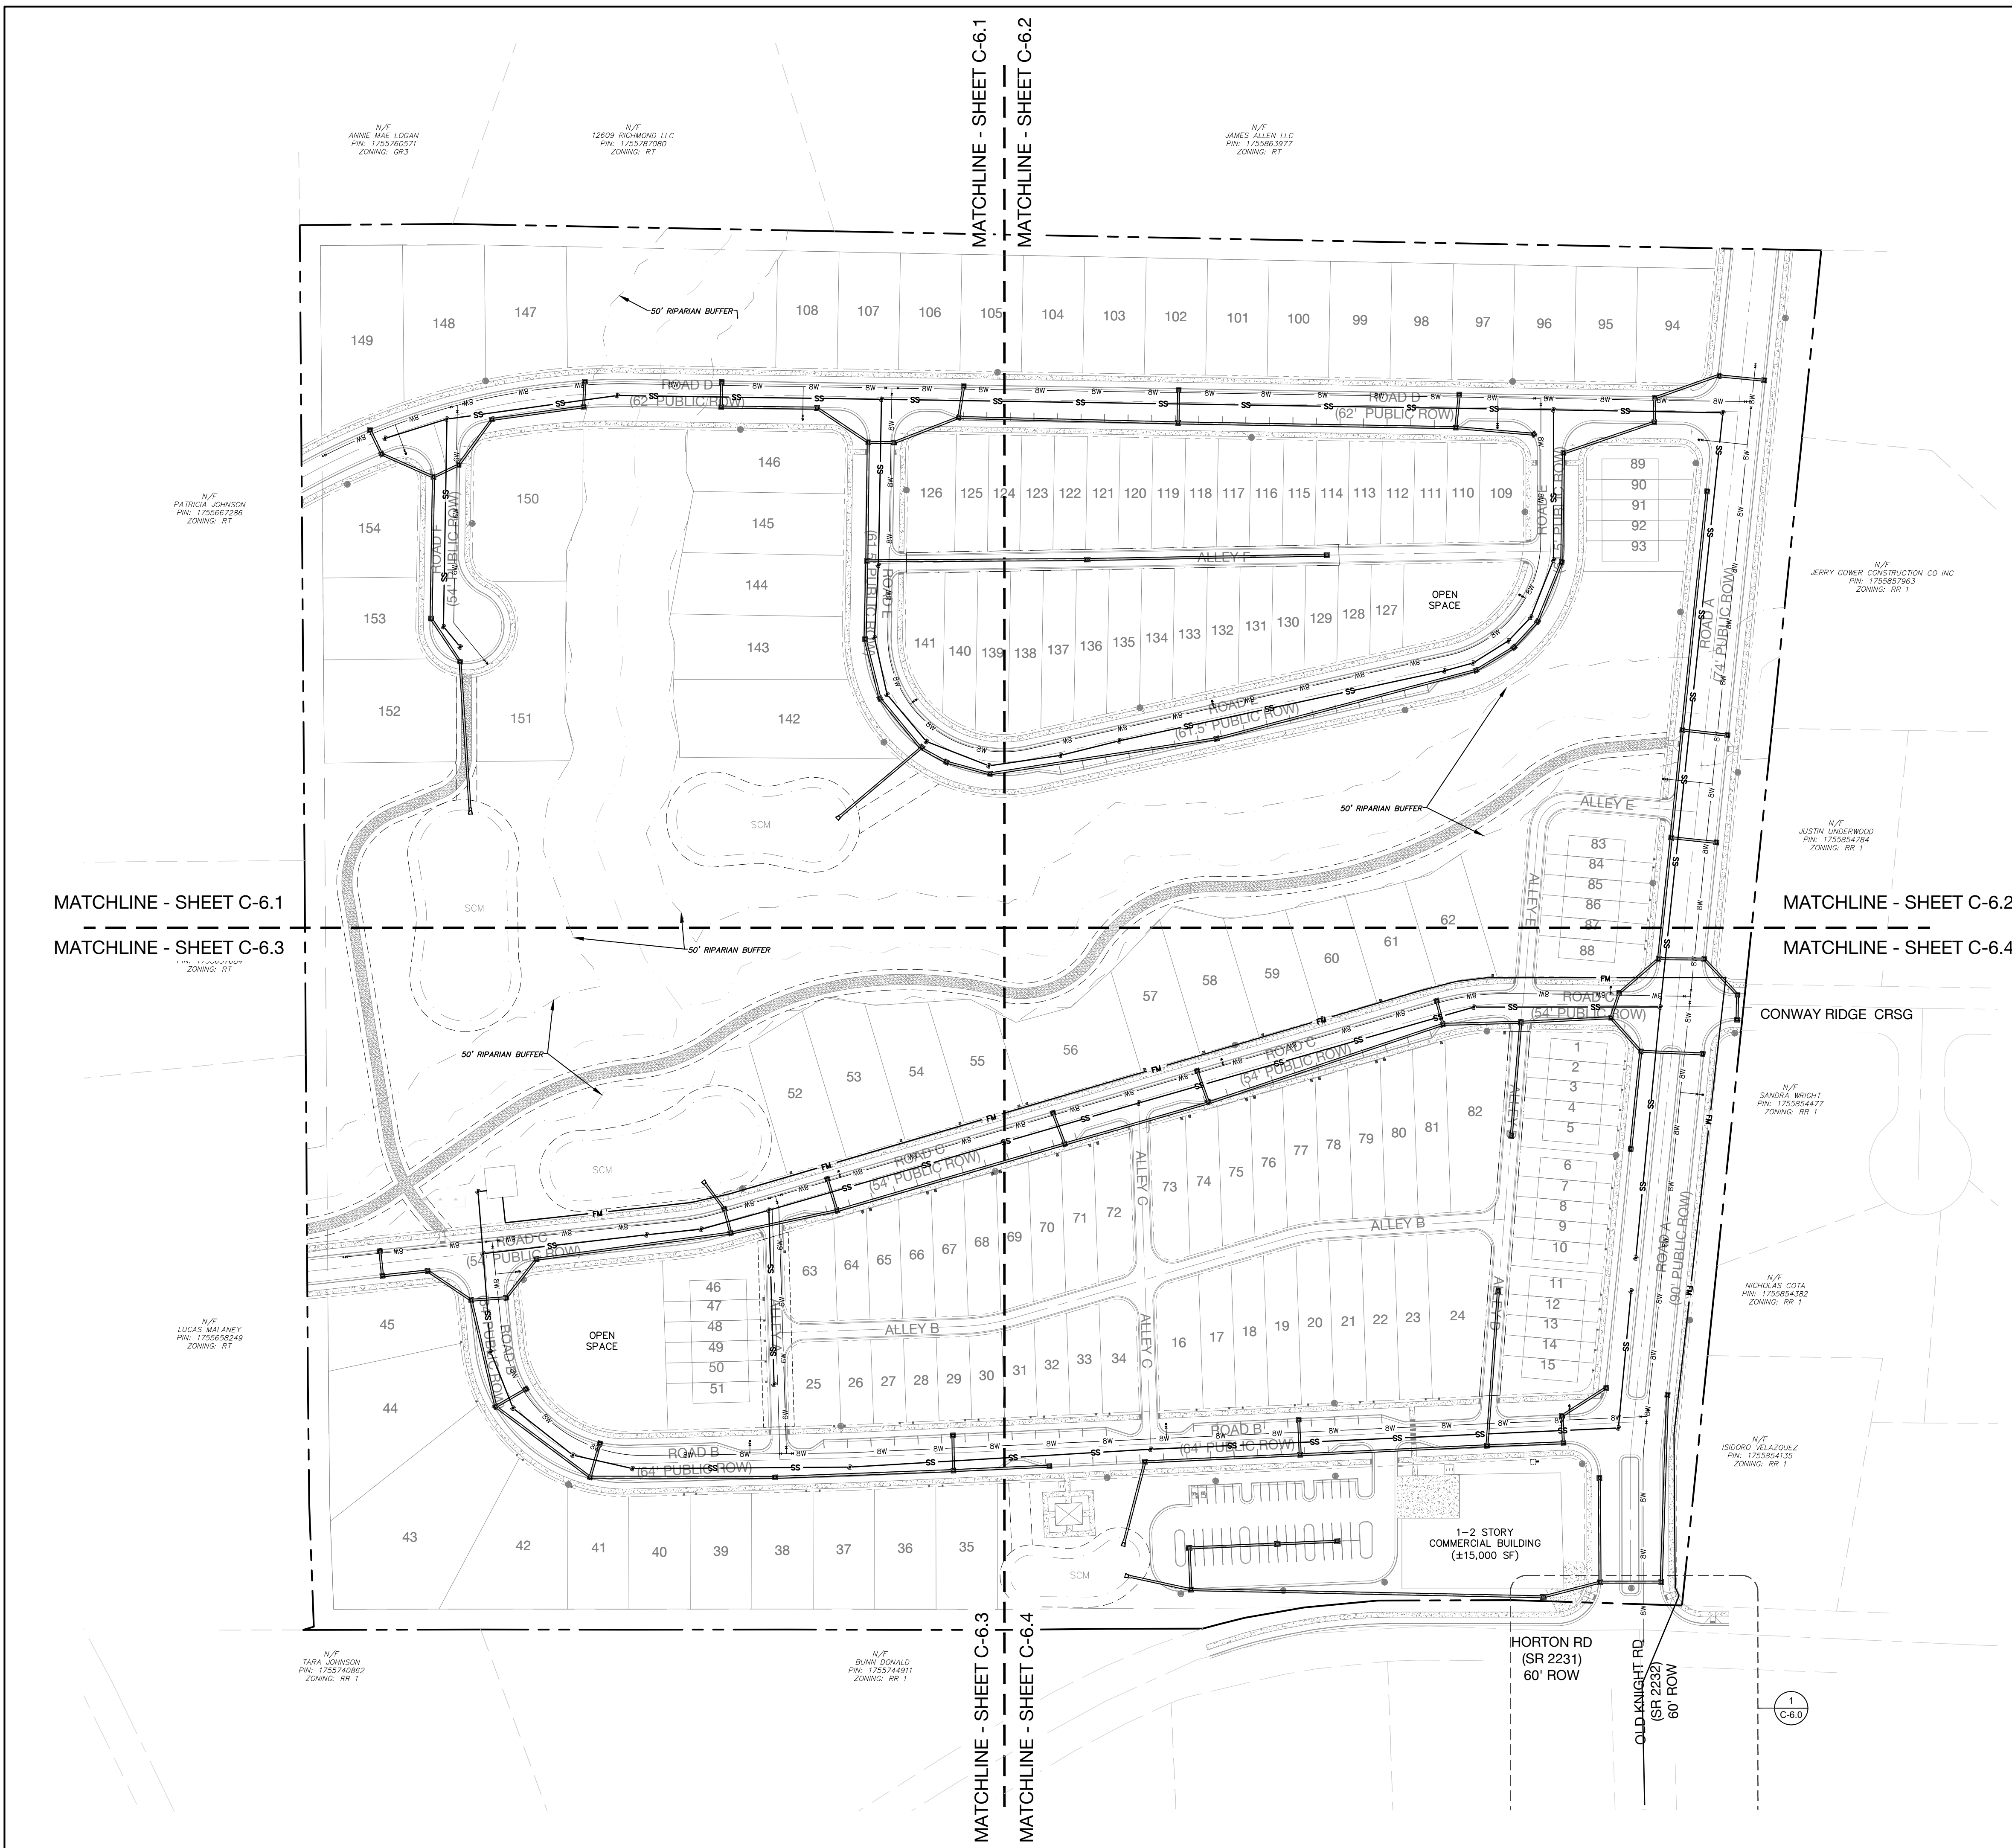 MATCHLINE - SHEET C-6.1
MATCHLINE - SHEET C-6.2
N/F
ANNIE MAE LOGAN
PIN: 1755760571
ZONING: GR3
N/F
12609 RICHMOND LLC
PIN: 1755787080
ZONING: RT
N/F
JAMES ALLEN LLC
PIN: 1755863977
ZONING: RT
50' RIPARIAN BUFFER
149
148
147
108
107
106
105
104
103
102
101
100
99
98
97
96
95
94
ROAD D
(62' PUBLIC ROW)
ROAD D
(62' PUBLIC ROW)
N/F
PATRICIA JOHNSON
PIN: 1755667286
ZONING: RT
154
153
152
150
151
ROAD F
(54' PUBLIC ROW)
146
145
144
143
142
ROAD E
(61.5' PUBLIC ROW)
126
125
124
123
122
121
120
119
118
117
116
115
114
113
112
111
110
109
ALLEY F
141
140
139
138
137
136
135
134
133
132
131
130
129
128
127
OPEN
SPACE
ROAD E
(61.5' PUBLIC ROW)
ROAD E
89
90
91
92
93
ROAD A
(74' PUBLIC ROW)
N/F
JERRY GOWER CONSTRUCTION CO INC
PIN: 1755857963
ZONING: RR 1
SCM
SCM
50' RIPARIAN BUFFER
ALLEY E
ALLEY E
83
84
85
86
87
88
N/F
JUSTIN UNDERWOOD
PIN: 1755854784
ZONING: RR 1
MATCHLINE - SHEET C-6.1
MATCHLINE - SHEET C-6.3
ZONING: RT
MATCHLINE - SHEET C-6.2
MATCHLINE - SHEET C-6.4
50' RIPARIAN BUFFER
50' RIPARIAN BUFFER
52
53
54
55
56
57
58
59
60
61
62
ROAD C
(54' PUBLIC ROW)
CONWAY RIDGE CRSG
ROAD C
(54' PUBLIC ROW)
ROAD C
(54' PUBLIC ROW)
ROAD C
(54' PUBLIC ROW)
SCM
N/F
SANDRA WRIGHT
PIN: 1755854477
ZONING: RR 1
1
2
3
4
5
6
7
8
9
10
11
12
13
14
15
63
64
65
66
67
68
69
70
71
72
73
74
75
76
77
78
79
80
81
82
ALLEY C
ALLEY B
ALLEY B
ALLEY C
ALLEY D
ROAD A
(90' PUBLIC ROW)
N/F
NICHOLAS COTA
PIN: 1755854382
ZONING: RR 1
N/F
LUCAS MALANEY
PIN: 1755658249
ZONING: RT
45
44
43
42
41
40
39
38
37
36
35
OPEN
SPACE
46
47
48
49
50
51
25
26
27
28
29
30
31
32
33
34
16
17
18
19
20
21
22
23
24
ROAD B
ROAD B
(64' PUBLIC ROW)
ROAD B
(64' PUBLIC ROW)
N/F
ISIDORO VELAZQUEZ
PIN: 1755854135
ZONING: RR 1
1-2 STORY
COMMERCIAL BUILDING
(±15,000 SF)
SCM
N/F
TARA JOHNSON
PIN: 1755740862
ZONING: RR 1
N/F
BUNN DONALD
PIN: 1755744911
ZONING: RR 1
MATCHLINE - SHEET C-6.3
MATCHLINE - SHEET C-6.4
HORTON RD
(SR 2231)
60' ROW
OLD KNIGHT RD
(SR 2232)
60' ROW
1
C-6.0